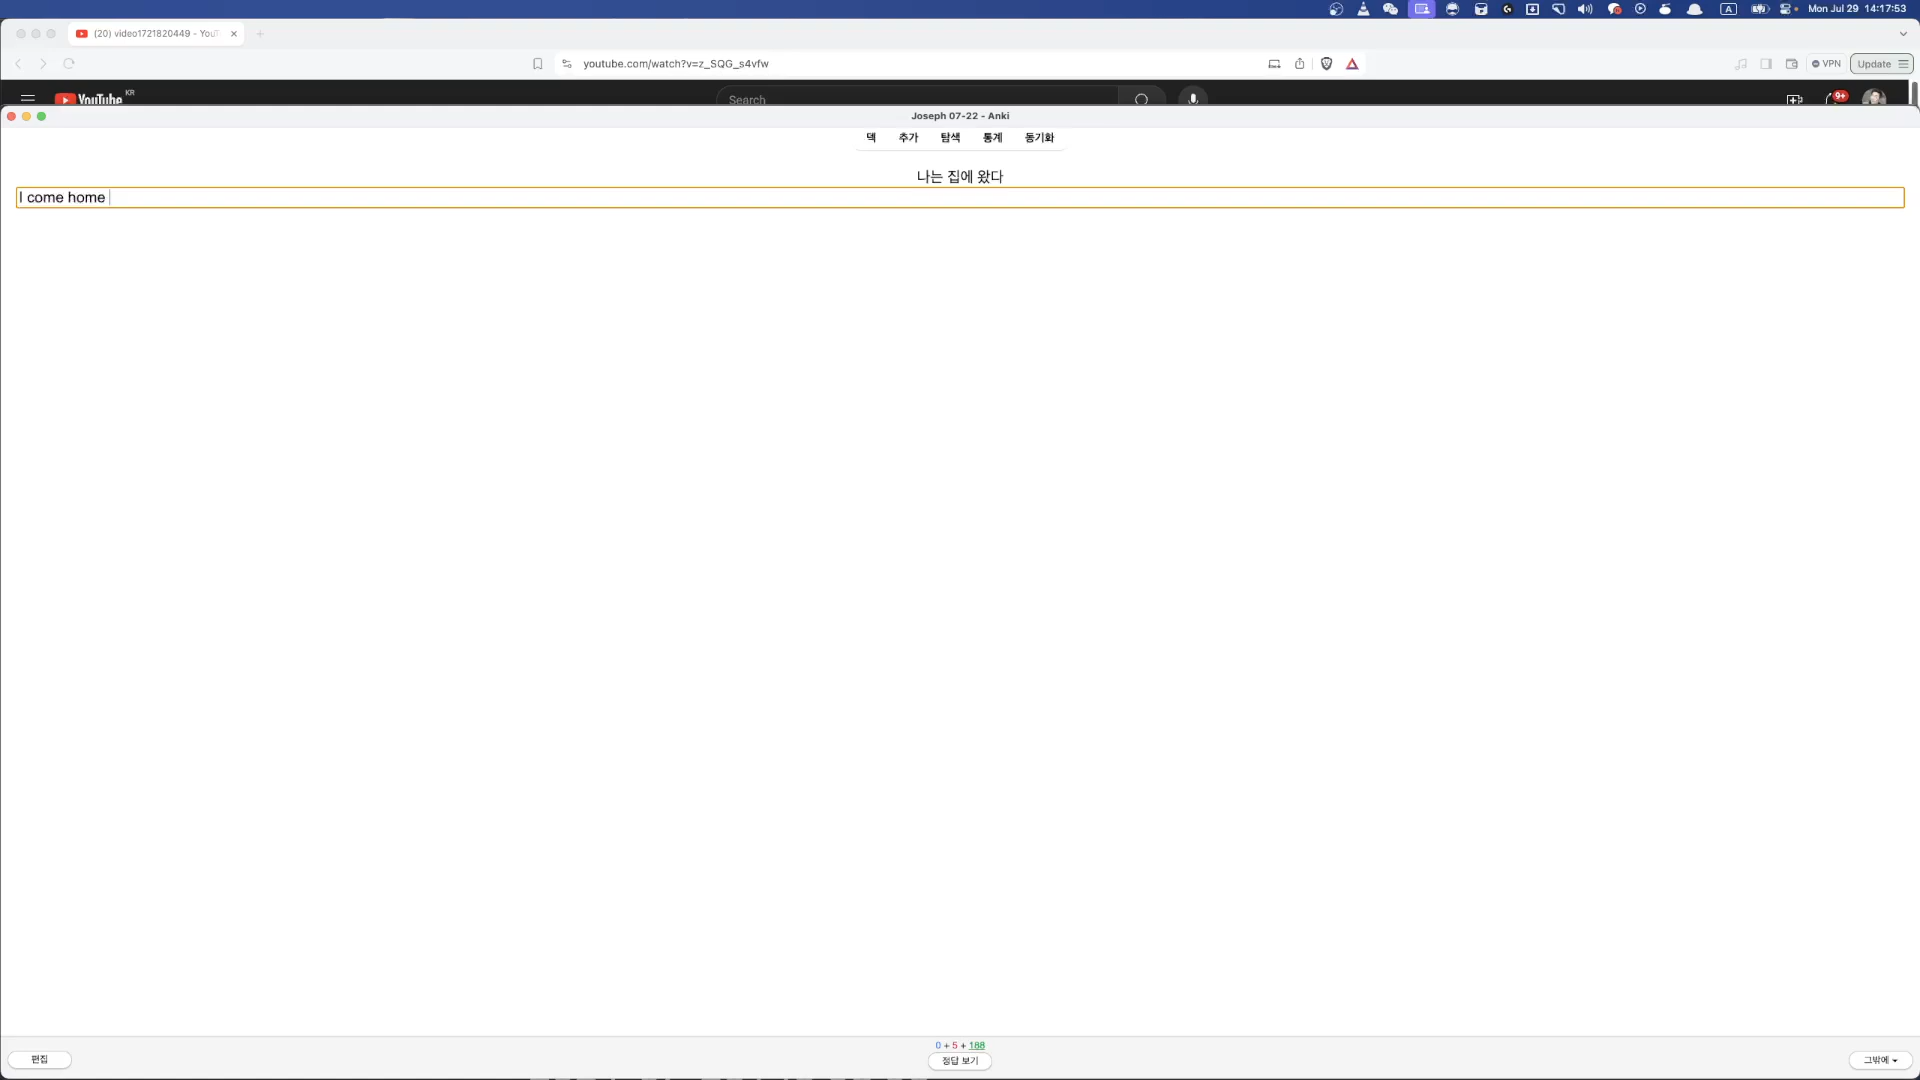 Mon Jul 29 14:17:53
(20) video1721820449 - YouT
youtube.com/watch?v=z_SQG_s4vfw
VPN
Update
YouTube KR
Search
9+
Joseph 07-22 - Anki
덱 추가 탐색 통계 동기화
나는 집에 왔다
I come home
0 + 5 + 188
편집
정답 보기
그밖에